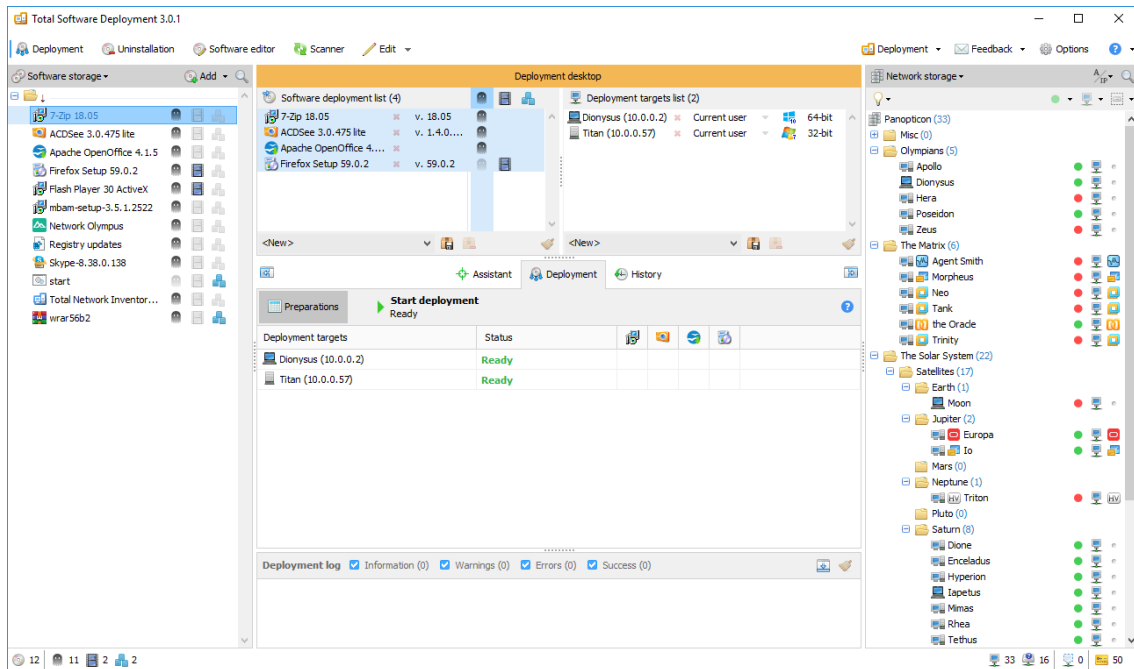 Total Software Deployment 3.0.1
Deployment Uninstallation Software editor Scanner Edit Deployment Feedback Options ?
Software storage Add
Deployment desktop
Network storage A/IP
↓
7-Zip 18.05
ACDSee 3.0.475 lite
Apache OpenOffice 4.1.5
Firefox Setup 59.0.2
Flash Player 30 ActiveX
mbam-setup-3.5.1.2522
Network Olympus
Registry updates
Skype-8.38.0.138
start
Total Network Inventor...
wrar56b2
Software deployment list (4)
7-Zip 18.05 v. 18.05
ACDSee 3.0.475 lite v. 1.4.0....
Apache OpenOffice 4....
Firefox Setup 59.0.2 v. 59.0.2
<New>
Deployment targets list (2)
Dionysus (10.0.0.2) Current user 64-bit
Titan (10.0.0.57) Current user 32-bit
<New>
Assistant Deployment History
Preparations
Start deployment
Ready
?
Deployment targets Status
Dionysus (10.0.0.2) Ready
Titan (10.0.0.57) Ready
Deployment log Information (0) Warnings (0) Errors (0) Success (0)
Panopticon (33)
Misc (0)
Olympians (5)
Apollo
Dionysus
Hera
Poseidon
Zeus
The Matrix (6)
Agent Smith
Morpheus
Neo
Tank
the Oracle
Trinity
The Solar System (22)
Satellites (17)
Earth (1)
Moon
Jupiter (2)
Europa
Io
Mars (0)
Neptune (1)
HV Triton HV
Pluto (0)
Saturn (8)
Dione
Enceladus
Hyperion
Iapetus
Mimas
Rhea
Tethus
12 11 2 2
33 16 0 50